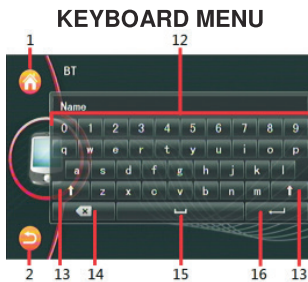 KEYBOARD MENU
1 12
BT
Name
0 1 2 3 4 5 6 7 8 9
q w e r t y u i o p
a s d f g h j k l
z x c v b n m
2 13 14 15 16 13